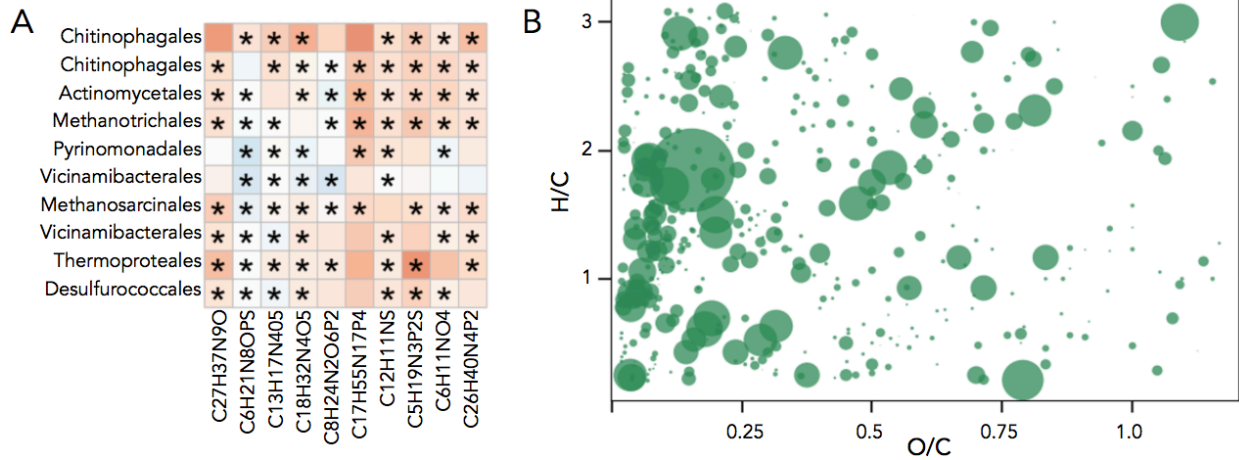 A
Chitinophagales
Chitinophagales
Actinomycetales
Methanotrichales
Pyrinomonadales
Vicinamibacterales
Methanosarcinales
Vicinamibacterales
Thermoproteales
Desulfurococcales
C27H37N9O
C6H21N8OPS
C13H17N4O5
C18H32N4O5
C8H24N2O6P2
C17H55N17P4
C12H11NS
C5H19N3P2S
C6H11NO4
C26H40N4P2
B
H/C
3
2
1
0.25
0.5
0.75
1.0
O/C